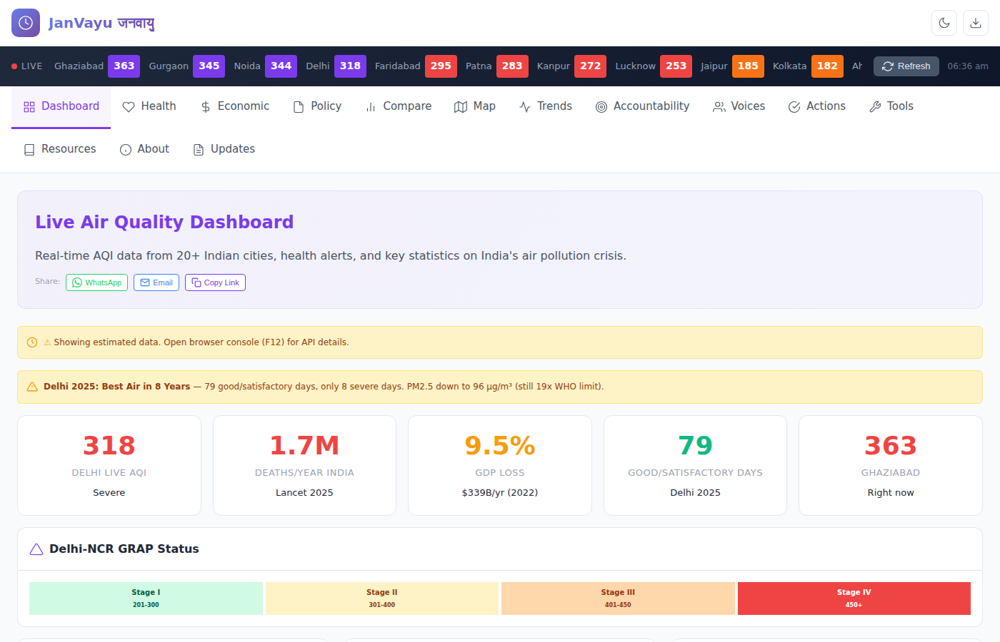 JanVayu जनवायु
LIVE Ghaziabad 363 Gurgaon 345 Noida 344 Delhi 318 Faridabad 295 Patna 283 Kanpur 272 Lucknow 253 Jaipur 185 Kolkata 182 Refresh 06:36 am
Dashboard Health Economic Policy Compare Map Trends Accountability Voices Actions Tools
Resources About Updates
Live Air Quality Dashboard
Real-time AQI data from 20+ Indian cities, health alerts, and key statistics on India's air pollution crisis.
Share: WhatsApp Email Copy Link
⚠ Showing estimated data. Open browser console (F12) for API details.
Delhi 2025: Best Air in 8 Years — 79 good/satisfactory days, only 8 severe days. PM2.5 down to 96 µg/m³ (still 19x WHO limit).
318 1.7M 9.5% 79 363
DELHI LIVE AQI DEATHS/YEAR INDIA GDP LOSS GOOD/SATISFACTORY DAYS GHAZIABAD
Severe Lancet 2025 $339B/yr (2022) Delhi 2025 Right now
Delhi-NCR GRAP Status
Stage I Stage II Stage III Stage IV
201-300 301-400 401-450 450+